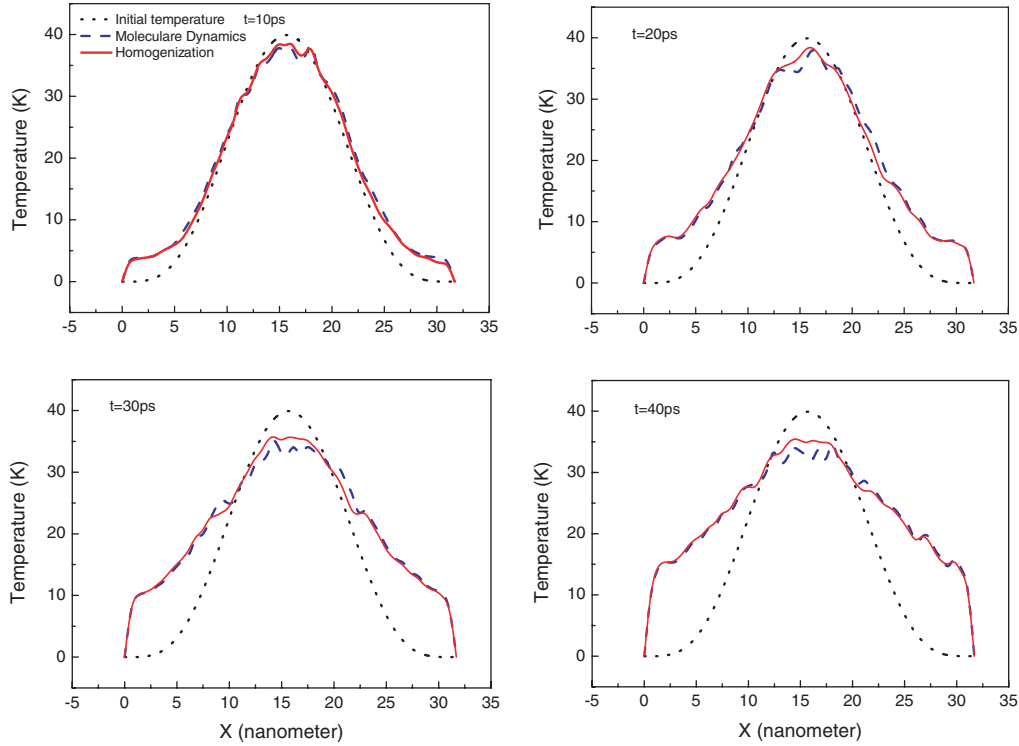 Initial temperature t=10ps
Moleculare Dynamics
Homogenization
40
30
20
10
0
Temperature (K)
-5 0 5 10 15 20 25 30 35
t=20ps
40
30
20
10
0
Temperature (K)
-5 0 5 10 15 20 25 30 35
t=30ps
40
30
20
10
0
Temperature (K)
-5 0 5 10 15 20 25 30 35
X (nanometer)
t=40ps
40
30
20
10
0
Temperature (K)
-5 0 5 10 15 20 25 30 35
X (nanometer)